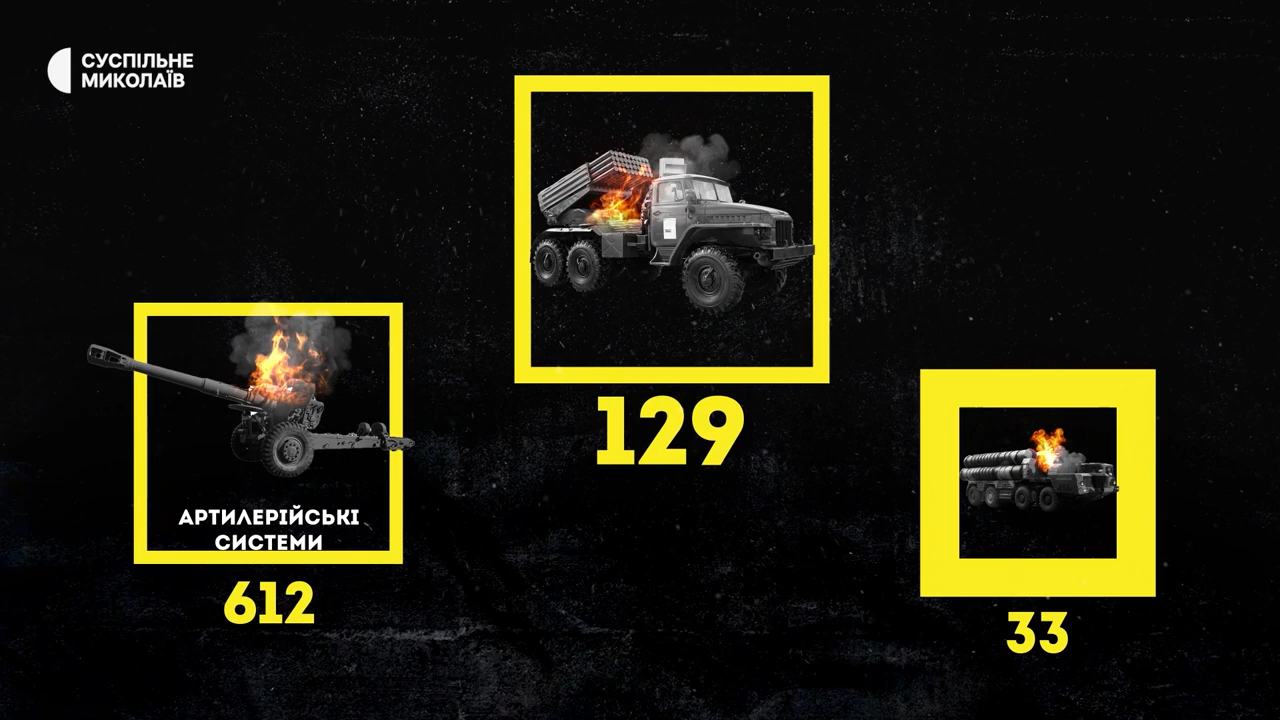 СУСПІЛЬНЕ
МИКОЛАЇВ
129
АРТИЛЕРІЙСЬКІ
СИСТЕМИ
612
33